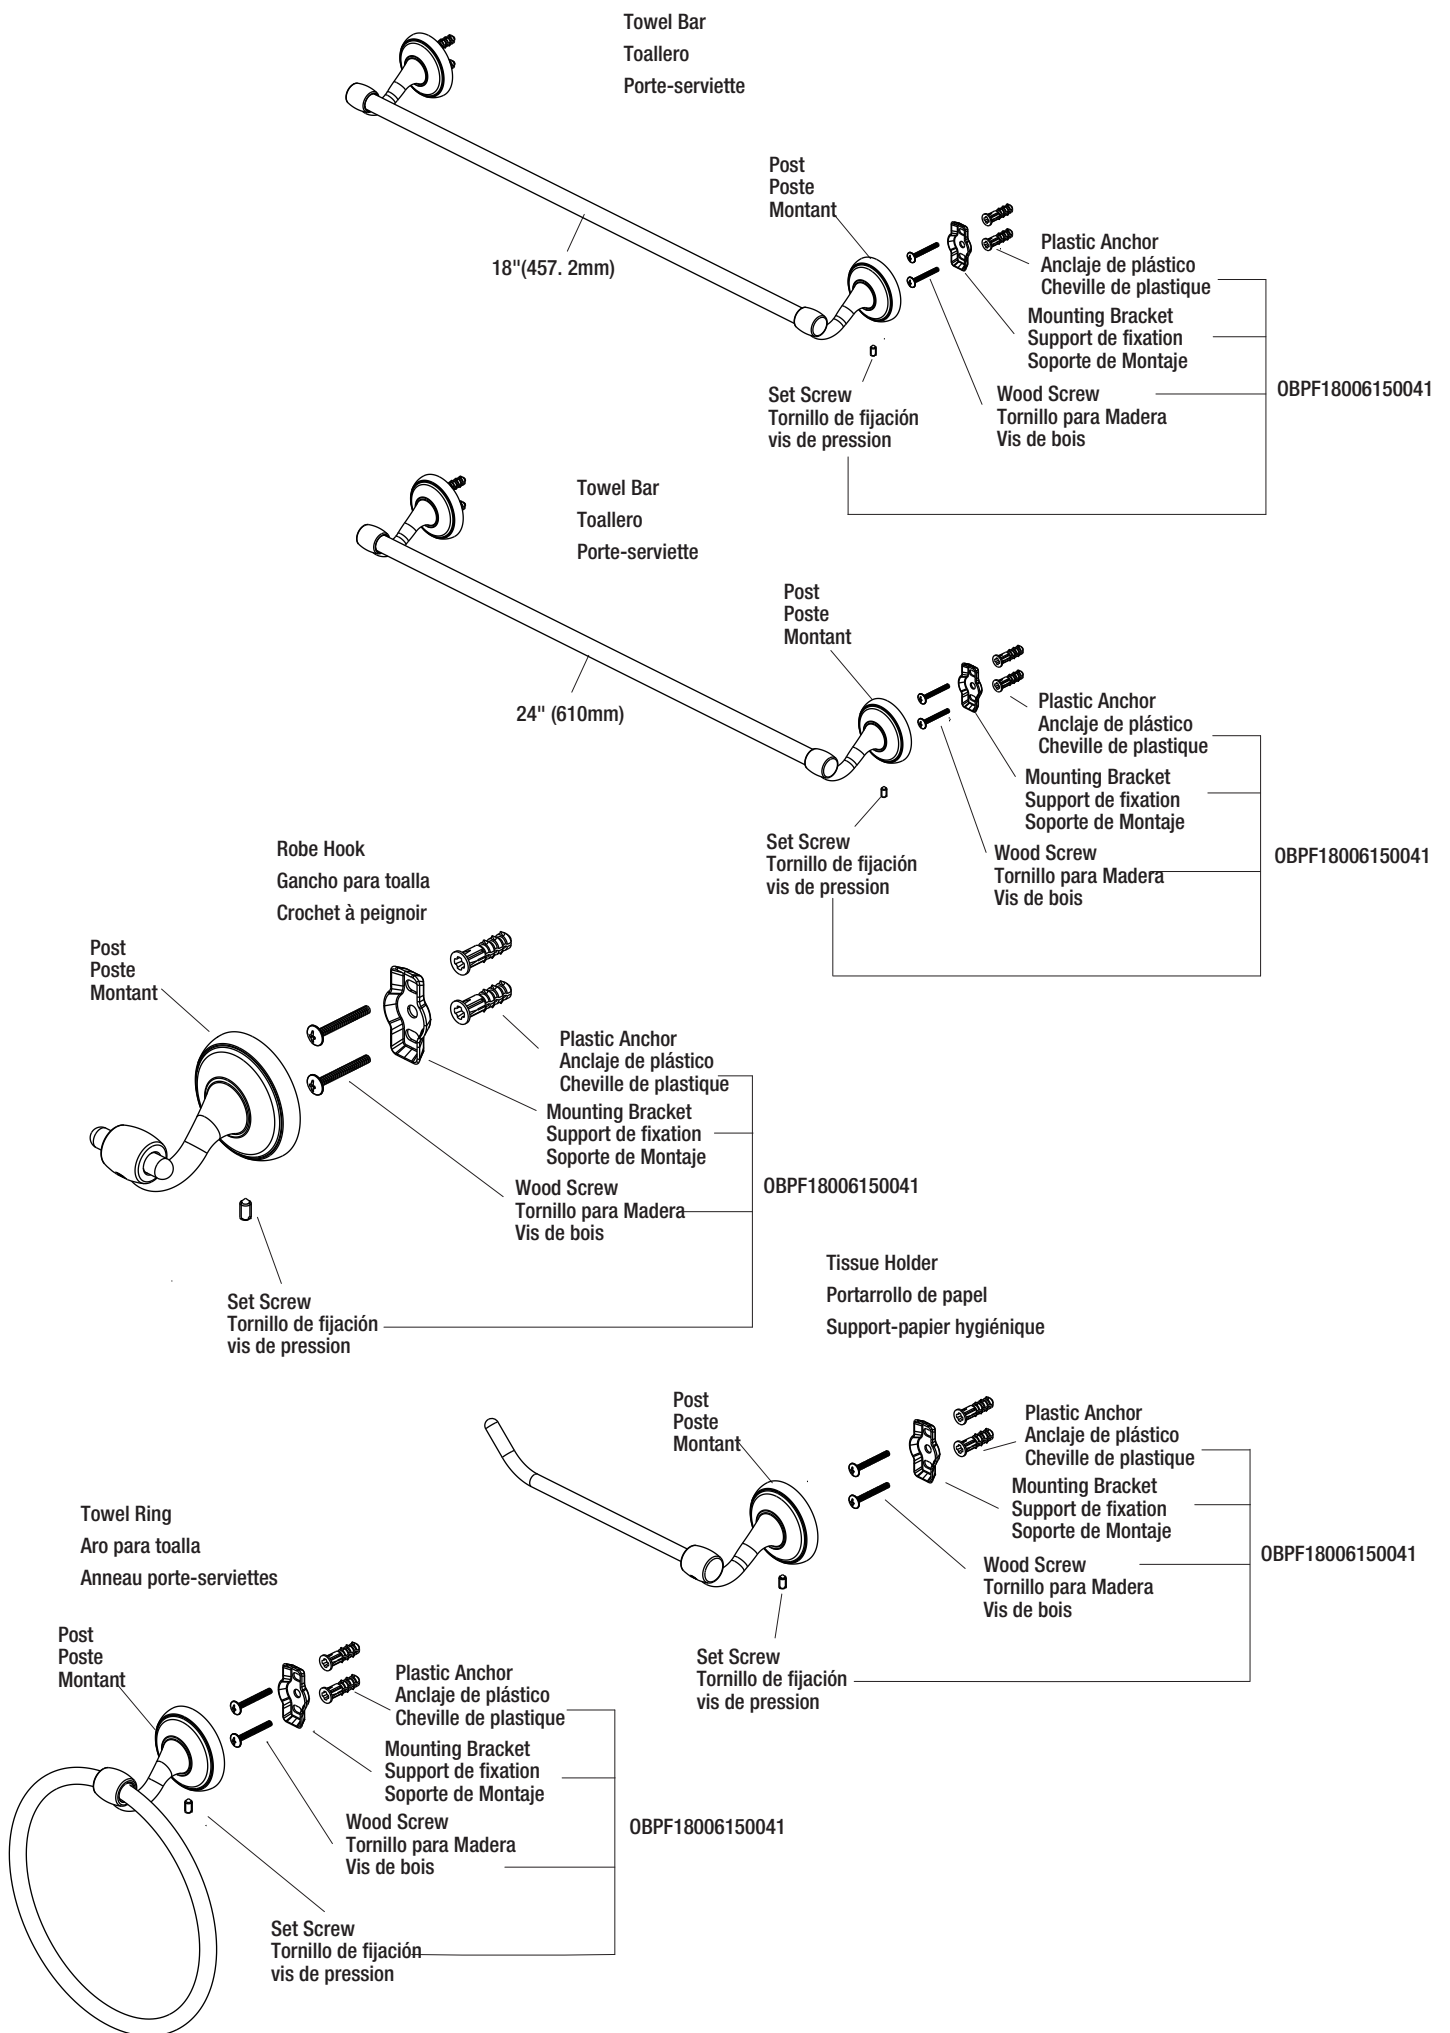 Towel Bar
Toallero
Porte-serviette
Post
Poste
Montant
18"(457. 2mm)
Plastic Anchor
Anclaje de plástico
Cheville de plastique
Mounting Bracket
Support de fixation
Soporte de Montaje
Set Screw
Tornillo de fijación
vis de pression
Wood Screw
Tornillo para Madera
Vis de bois
OBPF18006150041
Towel Bar
Toallero
Porte-serviette
Post
Poste
Montant
24" (610mm)
Plastic Anchor
Anclaje de plástico
Cheville de plastique
Mounting Bracket
Support de fixation
Soporte de Montaje
Set Screw
Tornillo de fijación
vis de pression
Wood Screw
Tornillo para Madera
Vis de bois
OBPF18006150041
Robe Hook
Gancho para toalla
Crochet à peignoir
Post
Poste
Montant
Plastic Anchor
Anclaje de plástico
Cheville de plastique
Mounting Bracket
Support de fixation
Soporte de Montaje
Wood Screw
Tornillo para Madera
Vis de bois
OBPF18006150041
Set Screw
Tornillo de fijación
vis de pression
Tissue Holder
Portarrollo de papel
Support-papier hygiénique
Post
Poste
Montant
Plastic Anchor
Anclaje de plástico
Cheville de plastique
Mounting Bracket
Support de fixation
Soporte de Montaje
Wood Screw
Tornillo para Madera
Vis de bois
OBPF18006150041
Set Screw
Tornillo de fijación
vis de pression
Towel Ring
Aro para toalla
Anneau porte-serviettes
Post
Poste
Montant
Plastic Anchor
Anclaje de plástico
Cheville de plastique
Mounting Bracket
Support de fixation
Soporte de Montaje
Wood Screw
Tornillo para Madera
Vis de bois
OBPF18006150041
Set Screw
Tornillo de fijación
vis de pression